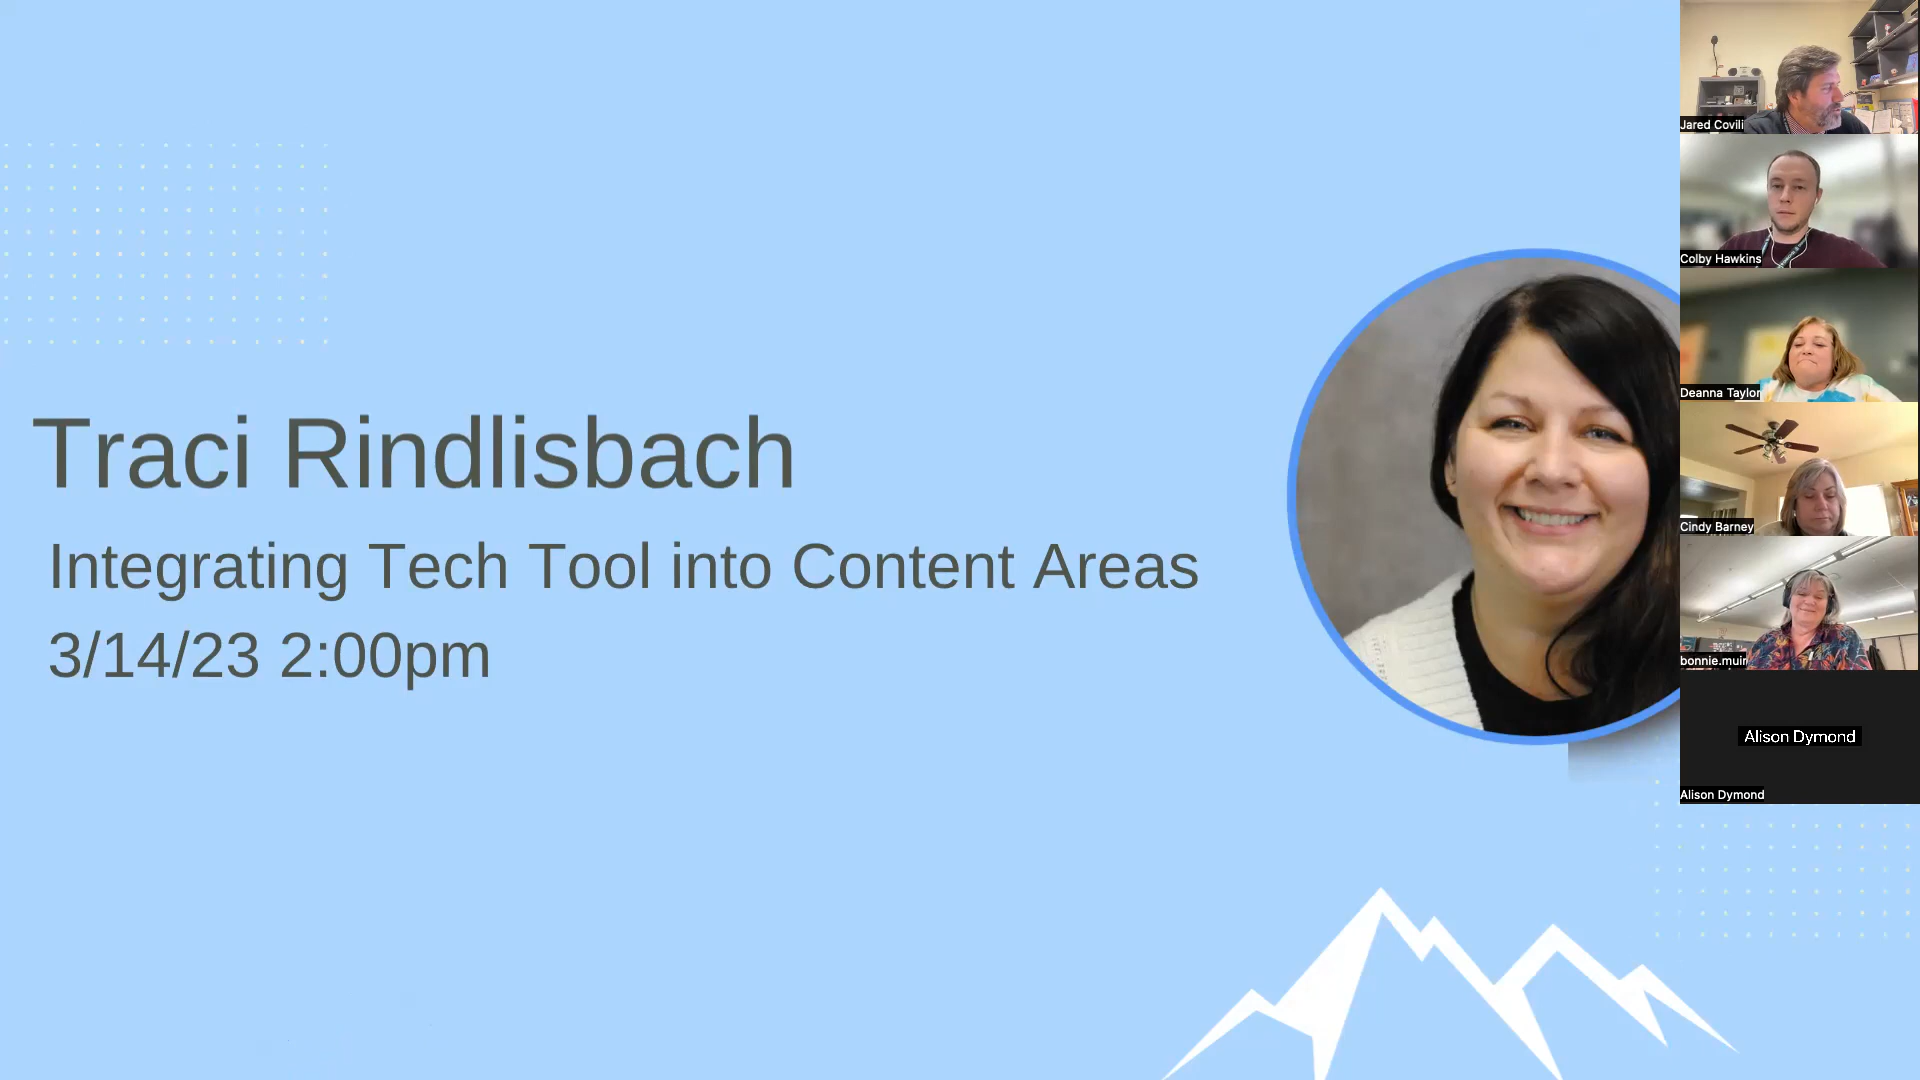 Traci Rindlisbach
Integrating Tech Tool into Content Areas
3/14/23 2:00pm
Jared Covili
Colby Hawkins
Deanna Taylor
Cindy Barney
bonnie.muir
Alison Dymond
Alison Dymond